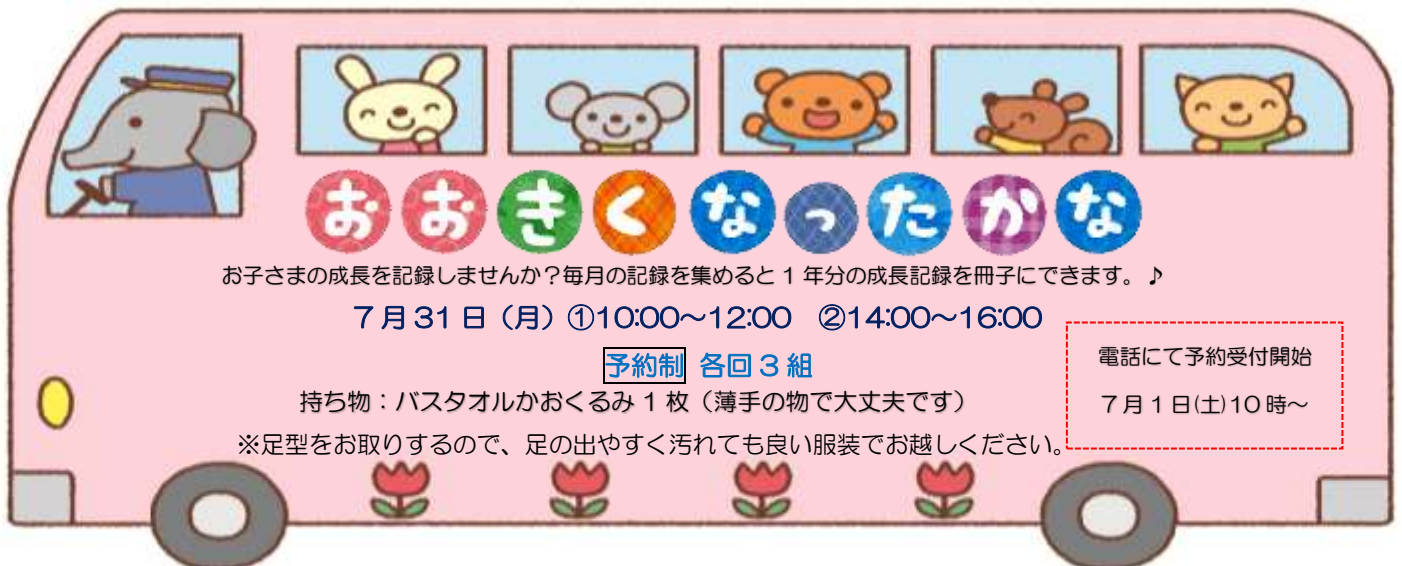 おおきくなったかな
お子さまの成長を記録しませんか?毎月の記録を集めると1年分の成長記録を冊子にできます。♪
7月31日(月)①10:00~12:00 ②14:00~16:00
予約制 各回3組
持ち物:バスタオルかおくるみ1枚(薄手の物で大丈夫です)
※足型をお取りするので、足の出やすく汚れても良い服装でお越しください。
電話にて予約受付開始
7月1日(土)10時~